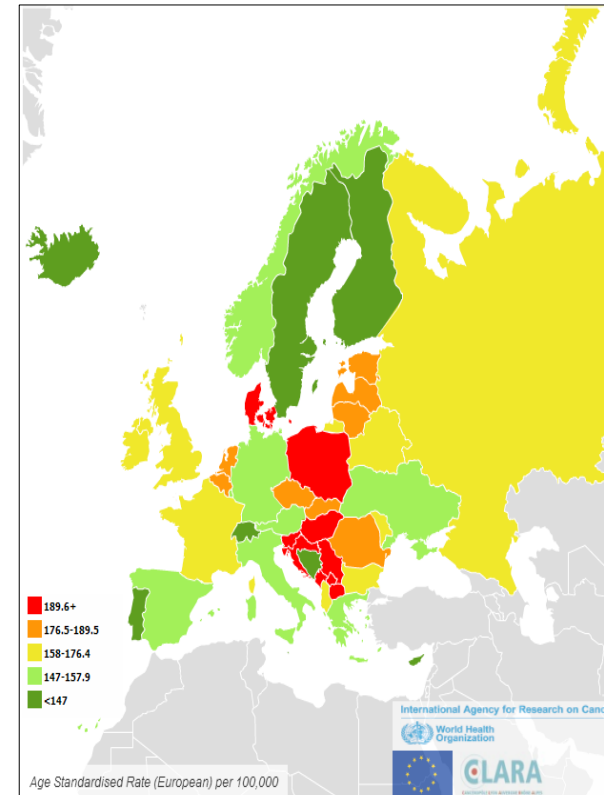 189.6+
176.5-189.5
158-176.4
147-157.9
<147
Age Standardised Rate (European) per 100,000
International Agency for Research on Canc
World Health
Organization
CLARA